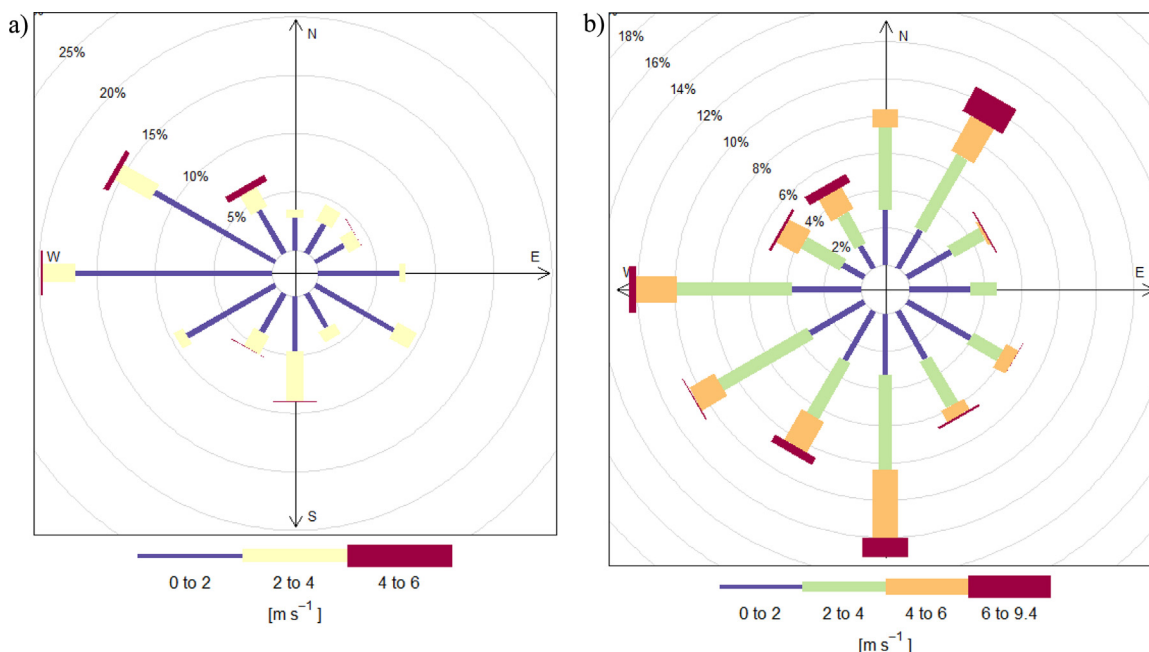 a)
25%
20%
15%
10%
5%
N
W
E
S
0 to 2
2 to 4
4 to 6
[m s⁻¹]
b)
18%
16%
14%
12%
10%
8%
6%
4%
2%
N
W
E
0 to 2
2 to 4
4 to 6
6 to 9.4
[m s⁻¹]